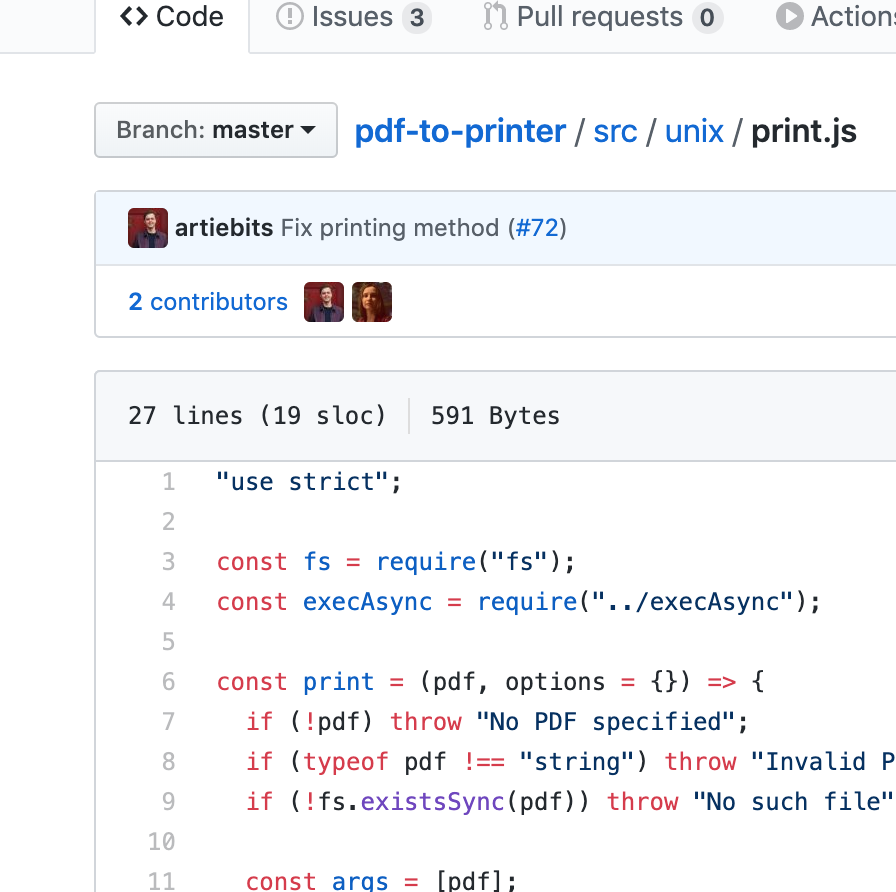 <> Code Issues 3 Pull requests 0 Actions
Branch: master pdf-to-printer / src / unix / print.js
artiebits Fix printing method (#72)
2 contributors
27 lines (19 sloc) 591 Bytes
1 "use strict";
2
3 const fs = require("fs");
4 const execAsync = require("../execAsync");
5
6 const print = (pdf, options = {}) => {
7 if (!pdf) throw "No PDF specified";
8 if (typeof pdf !== "string") throw "Invalid P
9 if (!fs.existsSync(pdf)) throw "No such file"
10
11 const args = [pdf];